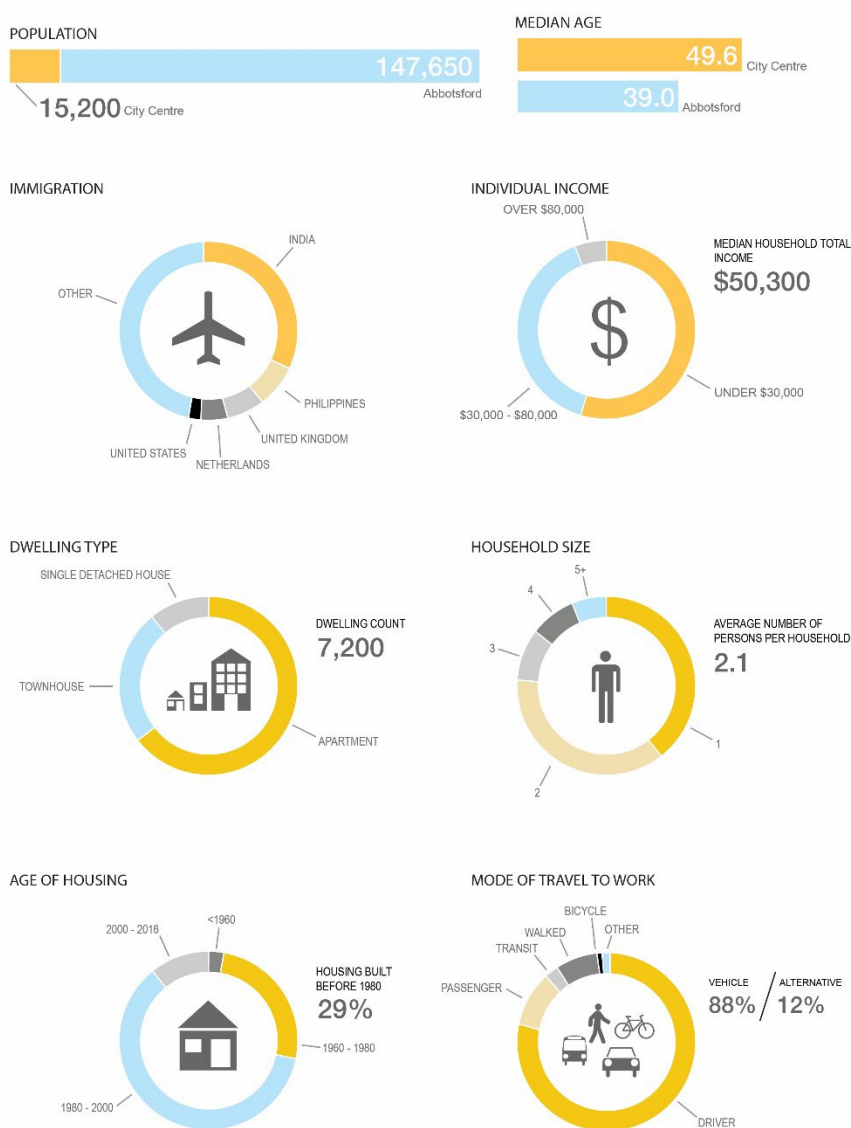 POPULATION
147,650
Abbotsford
15,200 City Centre
MEDIAN AGE
49.6 City Centre
39.0 Abbotsford
IMMIGRATION
INDIA
OTHER
PHILIPPINES
UNITED KINGDOM
UNITED STATES
NETHERLANDS
INDIVIDUAL INCOME
OVER $80,000
MEDIAN HOUSEHOLD TOTAL
INCOME
$50,300
$
UNDER $30,000
$30,000 - $80,000
DWELLING TYPE
SINGLE DETACHED HOUSE
DWELLING COUNT
7,200
TOWNHOUSE
APARTMENT
HOUSEHOLD SIZE
5+
4
3
AVERAGE NUMBER OF
PERSONS PER HOUSEHOLD
2.1
1
2
AGE OF HOUSING
2000 - 2016
<1960
HOUSING BUILT
BEFORE 1980
29%
1960 - 1980
1980 - 2000
MODE OF TRAVEL TO WORK
BICYCLE
OTHER
WALKED
TRANSIT
PASSENGER
VEHICLE
88%
/
ALTERNATIVE
12%
DRIVER